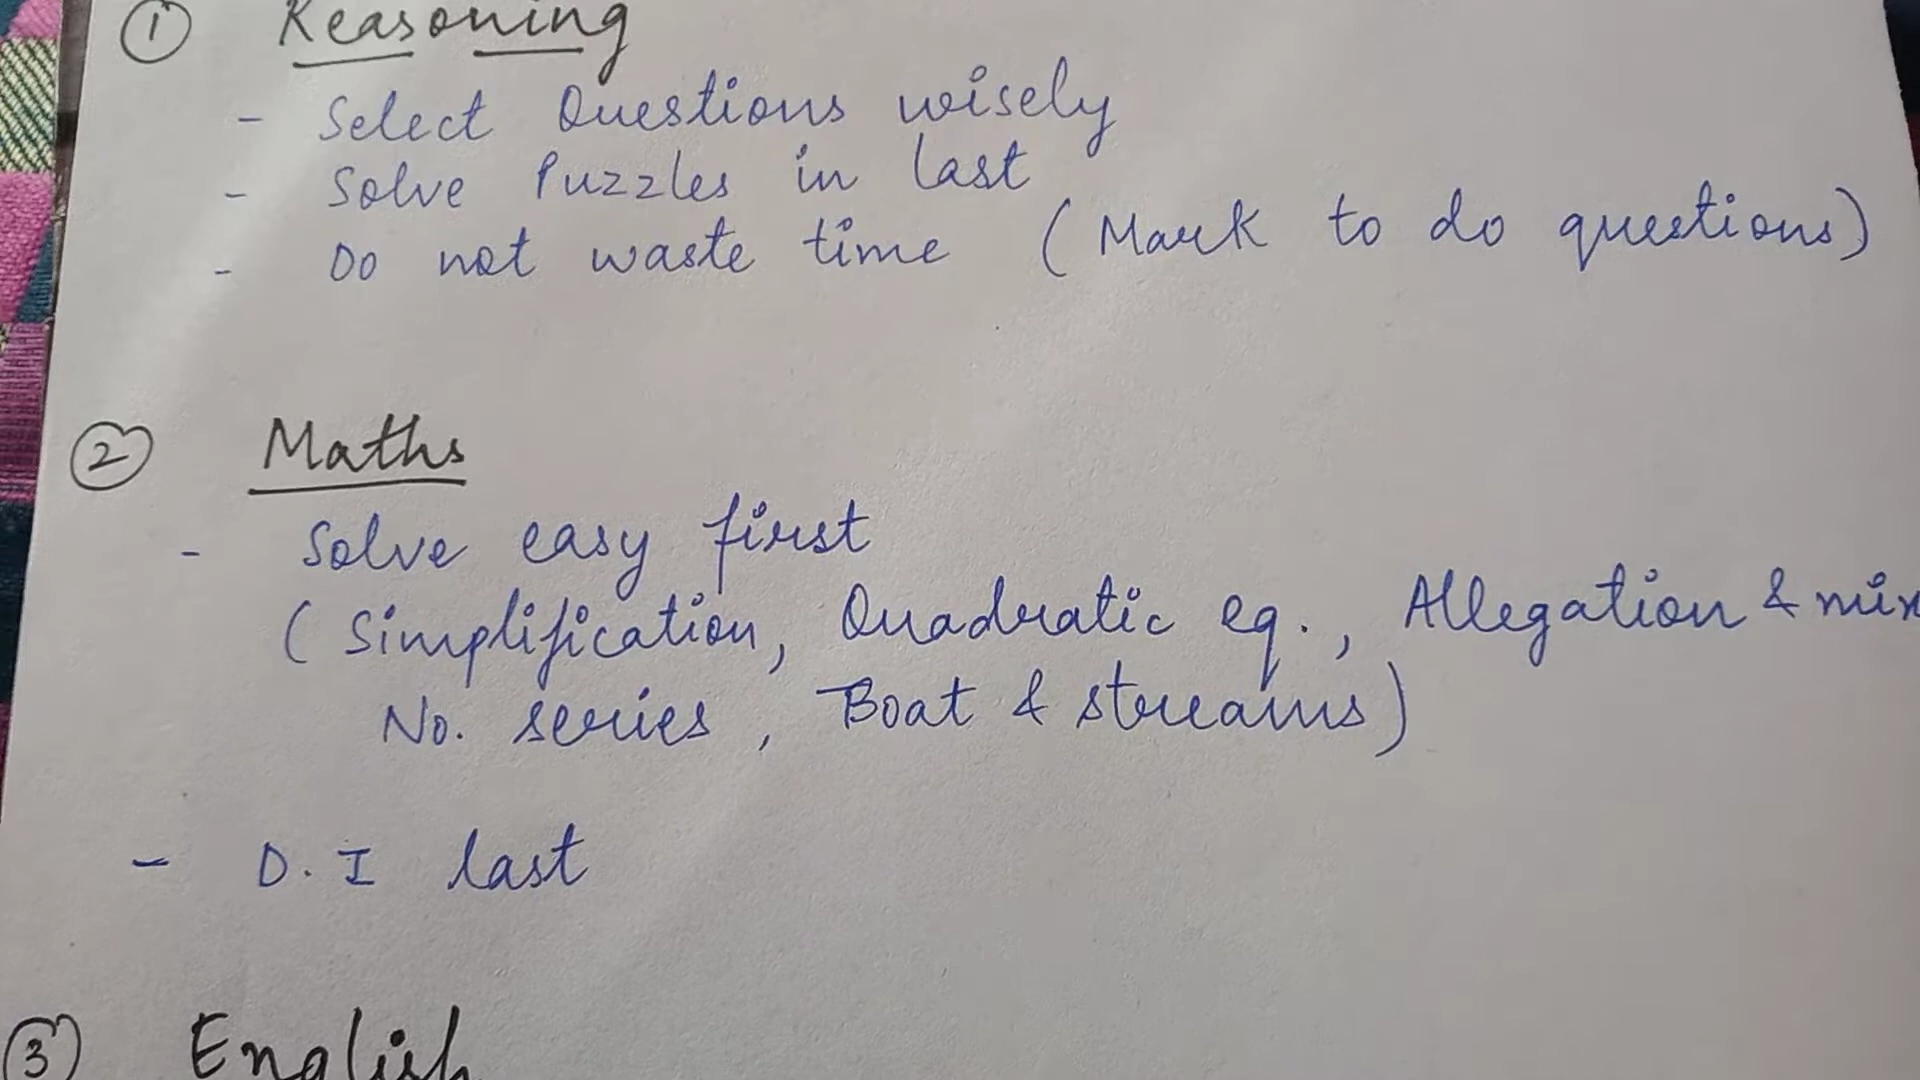 ① Reasoning
- Select Questions wisely
- Solve Puzzles in last
- Do not waste time (Mark to do questions)
② Maths
- Solve easy first
(Simplification, Quadratic eq., Allegation & mix
No. series, Boat & streams)
- D.I last
③ English